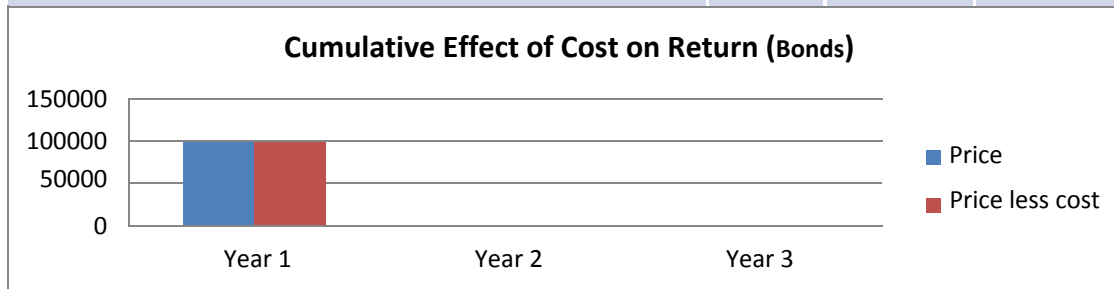 Cumulative Effect of Cost on Return (Bonds)
150000
100000
50000
0
Year 1 Year 2 Year 3
Price
Price less cost